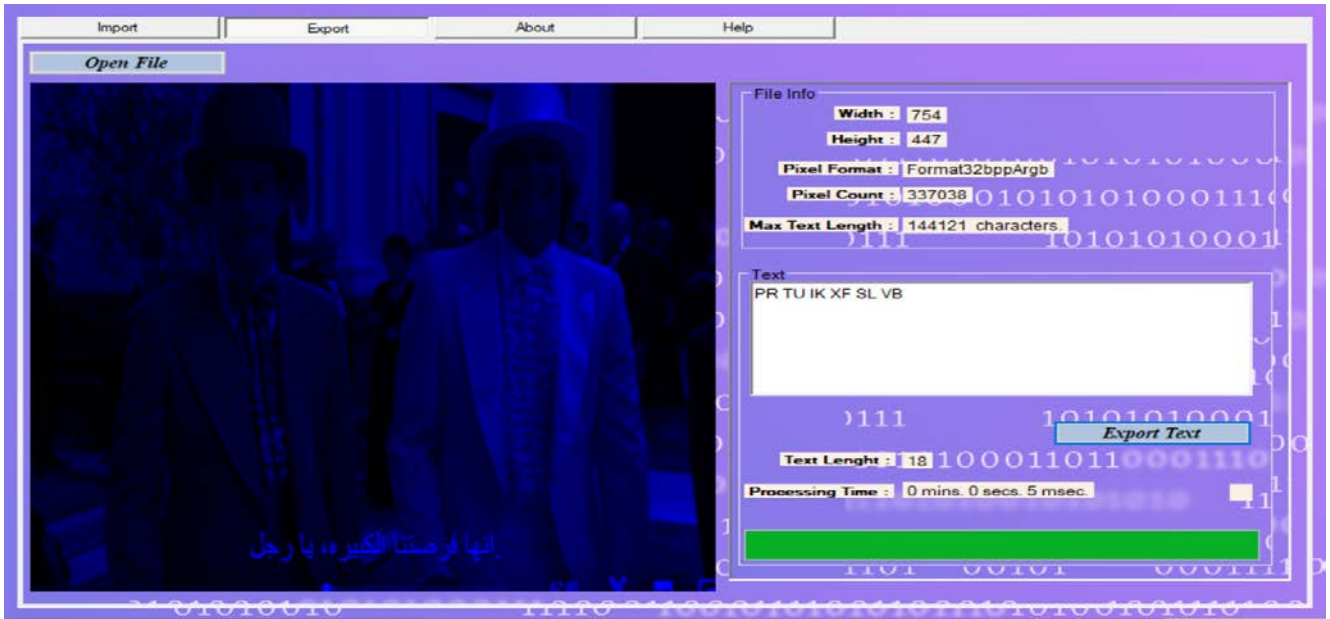 Import Export About Help
Open File
File Info
Width : 754
Height : 447
Pixel Format : Format32bppArgb
Pixel Count : 337038
Max Text Length : 144121 characters.
Text
PR TU IK XF SL VB
Export Text
Text Lenght : 18
Processing Time : 0 mins. 0 secs. 5 msec.
انها فرصتنا الكبيره، يا رجل.